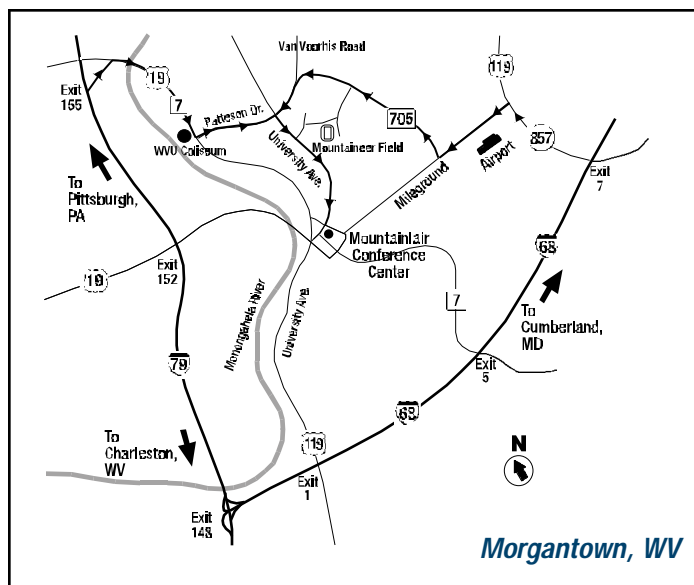 Van Voorhis Road
119
19
Exit
155
7
Patteson Dr.
705
857
WVU Coliseum
University Ave.
Mountaineer Field
Airport
Mileground
Exit
7
To
Pittsburgh,
PA
68
Mountainlair
Conference
Center
19
Exit
152
Monongahela River
University Ave.
7
To
Cumberland,
MD
79
Exit
5
68
To
Charleston,
WV
119
N
Exit
1
Exit
148
Morgantown, WV